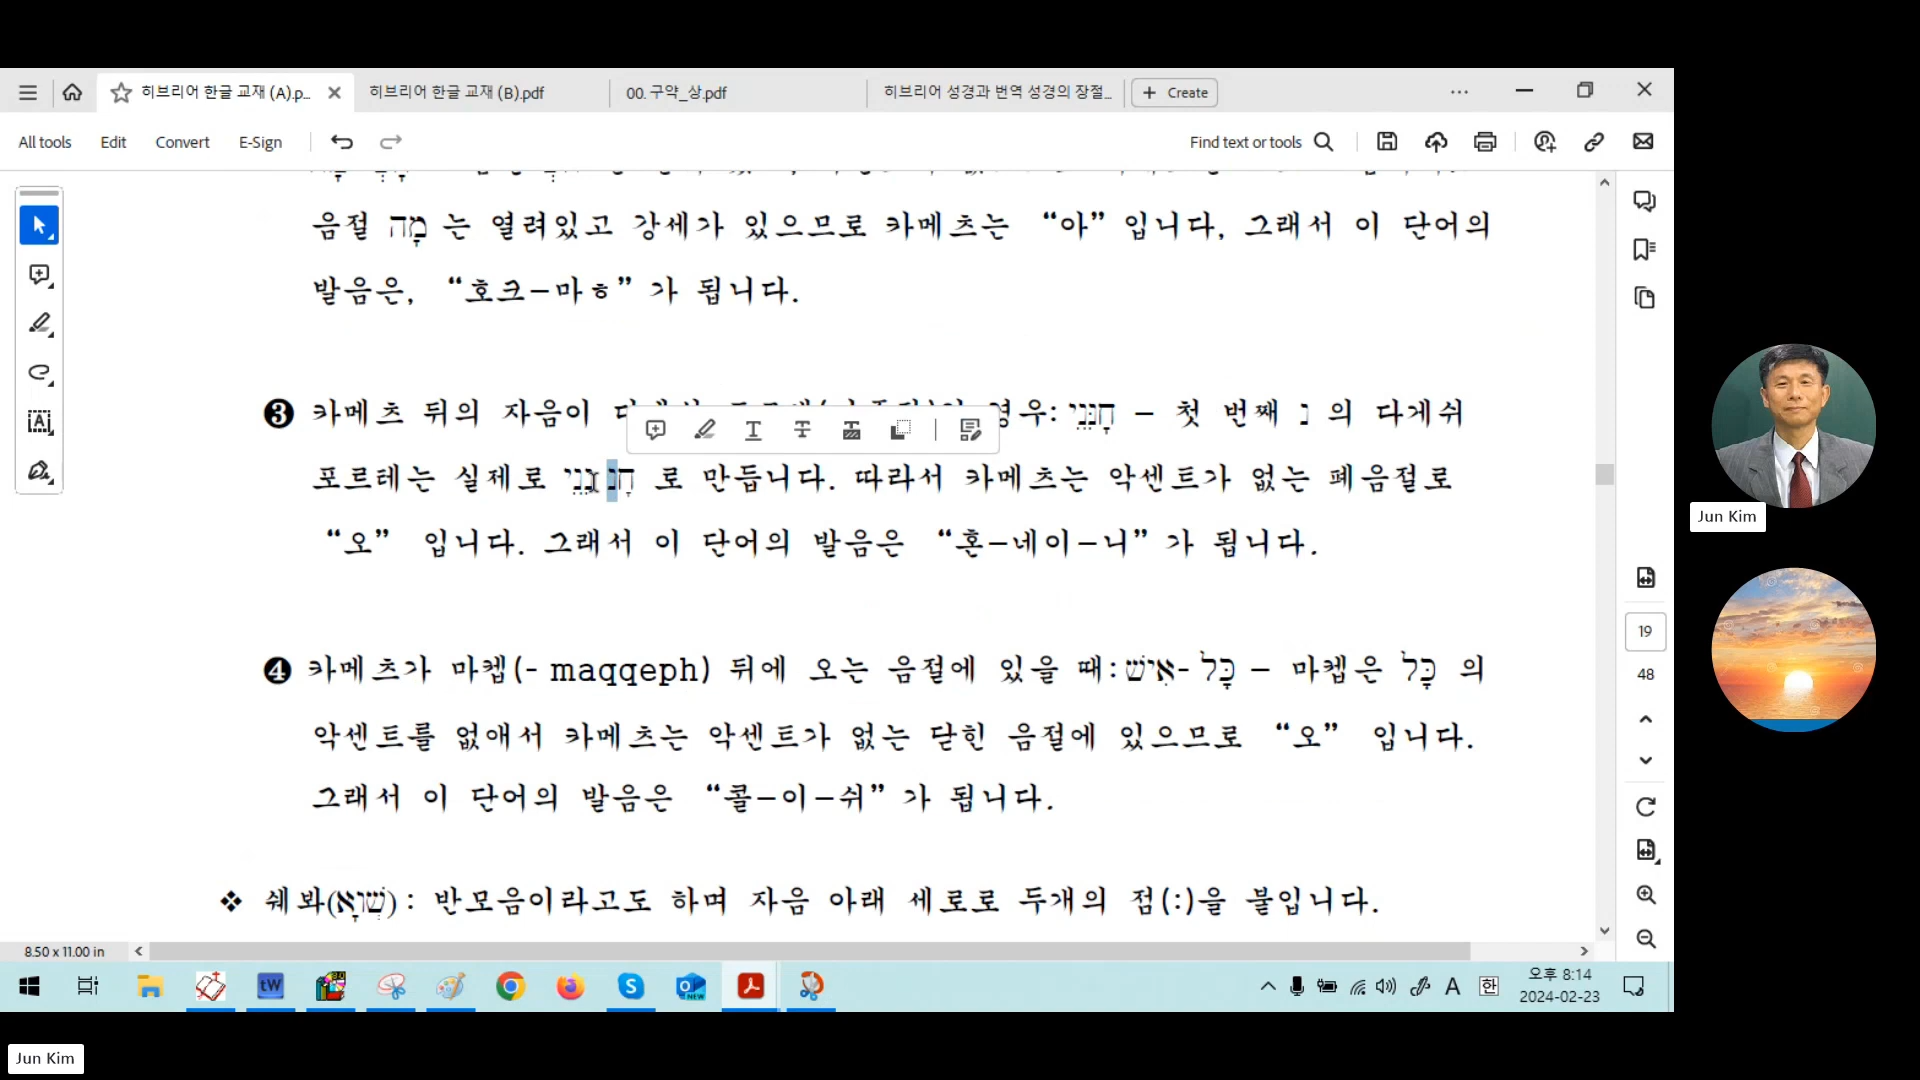 히브리어 한글 교재 (A).p...
히브리어 한글 교재 (B).pdf
00. 구약_상.pdf
히브리어 성경과 번역 성경의 장절...
Create
All tools
Edit
Convert
E-Sign
Find text or tools
음절 מָה 는 열려있고 강세가 있으므로 카메츠는 “아” 입니다, 그래서 이 단어의
발음은, “호크-마ㅎ” 가 됩니다.
❸ 카메츠 뒤의 자음이 경우: חָנֵּנִי - 첫 번째 נ 의 다게쉬
포르테는 실제로 חָנ נֵנִי 로 만듭니다. 따라서 카메츠는 악센트가 없는 폐음절로
“오” 입니다. 그래서 이 단어의 발음은 “혼-네이-니” 가 됩니다.
❹ 카메츠가 마켑(- maqqeph) 뒤에 오는 음절에 있을 때: כָּל -אִישׁ - 마켑은 כָּל 의
악센트를 없애서 카메츠는 악센트가 없는 닫힌 음절에 있으므로 “오” 입니다.
그래서 이 단어의 발음은 “콜-이-쉬” 가 됩니다.
❖ 쉐봐(שְׁוָא): 반모음이라고도 하며 자음 아래 세로로 두개의 점(:)을 붙입니다.
19
48
8.50 x 11.00 in
오후 8:14
2024-02-23
Jun Kim
Jun Kim